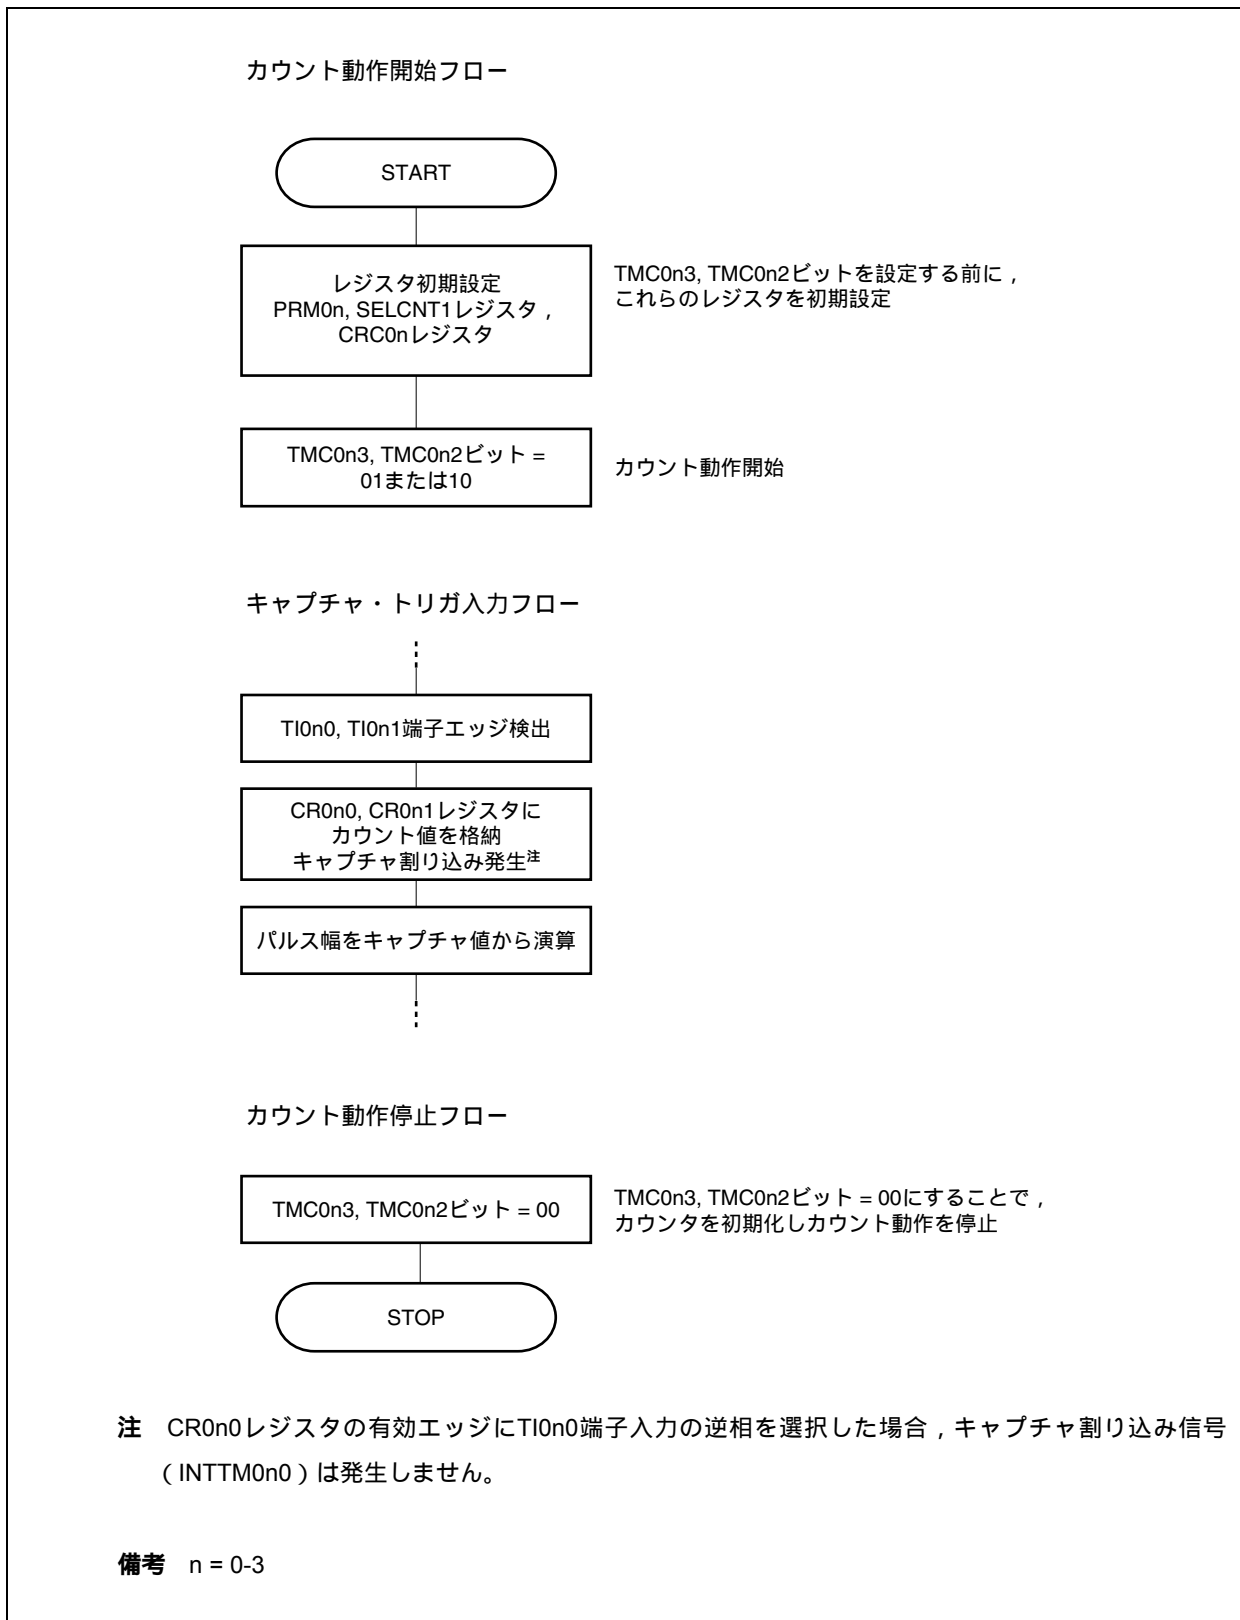 カウント動作開始フロー
START
レジスタ初期設定
PRM0n, SELCNT1レジスタ，
CRC0nレジスタ
TMC0n3, TMC0n2ビットを設定する前に，
これらのレジスタを初期設定
TMC0n3, TMC0n2ビット =
01または10
カウント動作開始
キャプチャ・トリガ入力フロー
TI0n0, TI0n1端子エッジ検出
CR0n0, CR0n1レジスタに
カウント値を格納
キャプチャ割り込み発生注
パルス幅をキャプチャ値から演算
カウント動作停止フロー
TMC0n3, TMC0n2ビット = 00
TMC0n3, TMC0n2ビット = 00にすることで，
カウンタを初期化しカウント動作を停止
STOP
注　CR0n0レジスタの有効エッジにTI0n0端子入力の逆相を選択した場合，キャプチャ割り込み信号
（INTTM0n0）は発生しません。
備考　n = 0-3